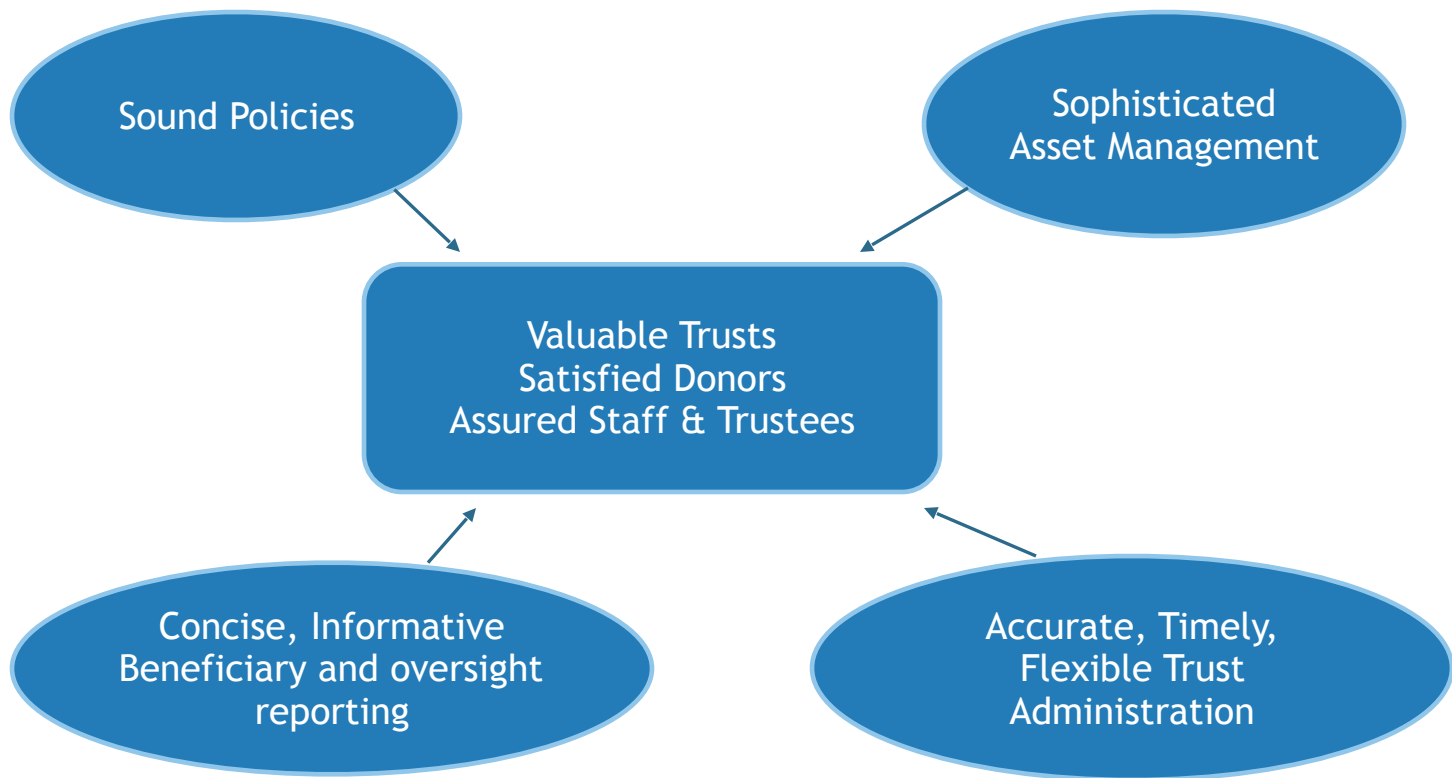 Sound Policies
Sophisticated
Asset Management
Valuable Trusts
Satisfied Donors
Assured Staff & Trustees
Concise, Informative
Beneficiary and oversight
reporting
Accurate, Timely,
Flexible Trust
Administration